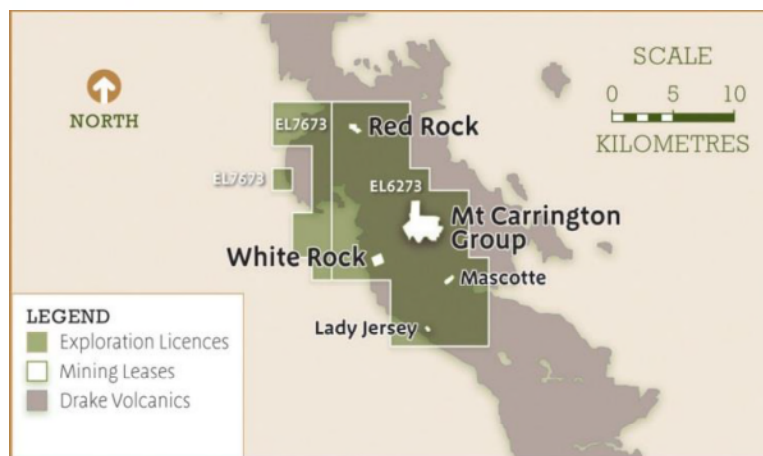 NORTH
SCALE
0 5 10
KILOMETRES
EL7673
Red Rock
EL7673
EL6273
Mt Carrington
Group
White Rock
Mascotte
Lady Jersey
LEGEND
Exploration Licences
Mining Leases
Drake Volcanics